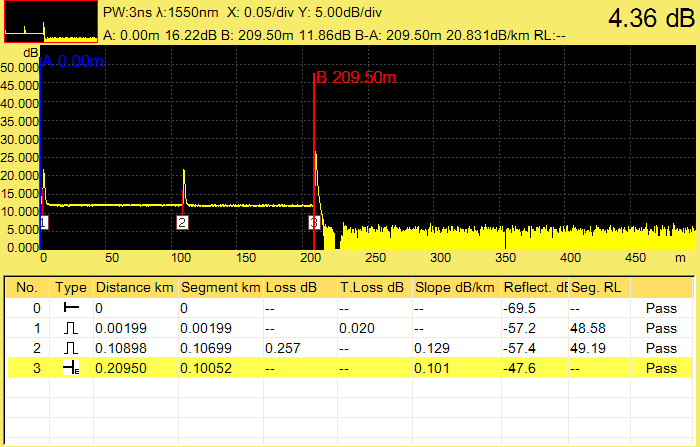 PW:3ns λ:1550nm X: 0.05/div Y: 5.00dB/div
4.36 dB
A: 0.00m 16.22dB B: 209.50m 11.86dB B-A: 209.50m 20.831dB/km RL:--
dB
A 0.00m
50.000
B 209.50m
45.000
40.000
35.000
30.000
25.000
20.000
15.000
10.000
5.000
0.000
1 2 3
0 50 100 150 200 250 300 350 400 450 m
No. Type Distance km Segment km Loss dB T.Loss dB Slope dB/km Reflect. dB Seg. RL
0 0 0 -- -- -- -69.5 Pass
1 0.00199 0.00199 -- 0.020 -- -57.2 48.58 Pass
2 0.10898 0.10699 0.257 0.129 -57.4 49.19 Pass
3 E 0.20950 0.10052 -- -- 0.101 -47.6 -- Pass